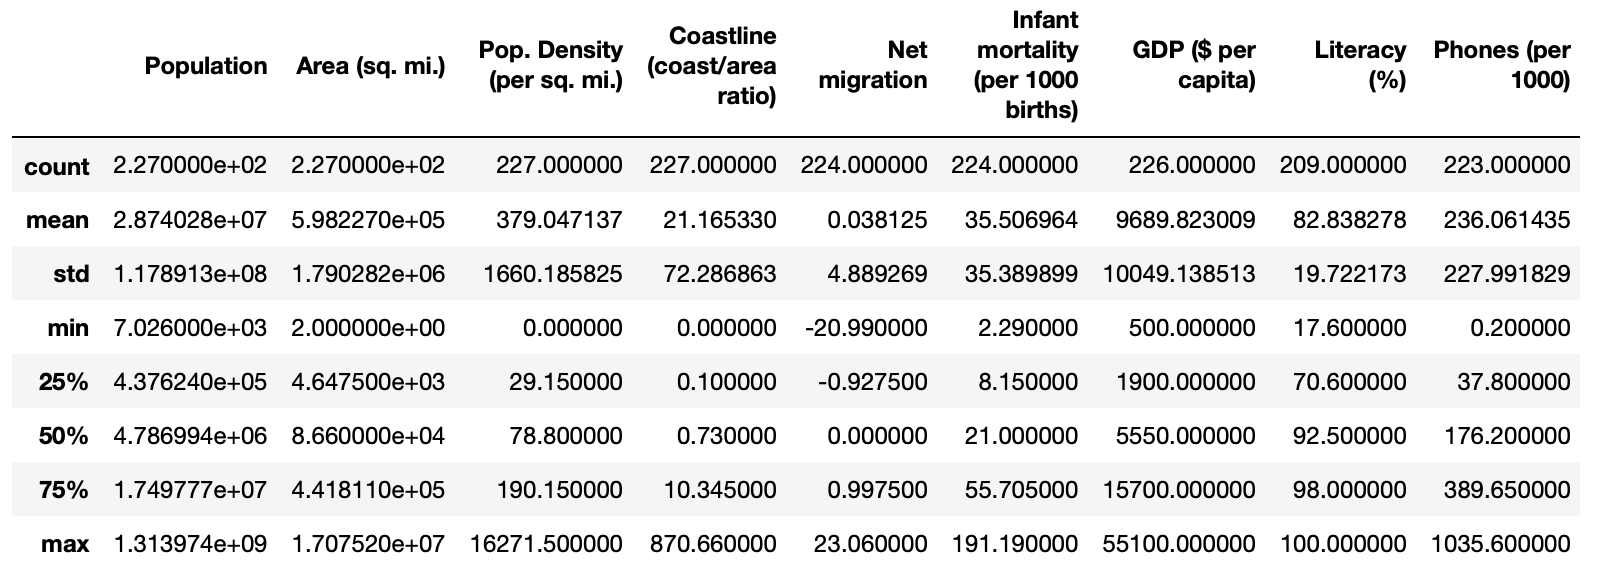 Population Area (sq. mi.) Pop. Density (per sq. mi.) Coastline (coast/area ratio) Net migration Infant mortality (per 1000 births) GDP ($ per capita) Literacy (%) Phones (per 1000)
count 2.270000e+02 2.270000e+02 227.000000 227.000000 224.000000 224.000000 226.000000 209.000000 223.000000
mean 2.874028e+07 5.982270e+05 379.047137 21.165330 0.038125 35.506964 9689.823009 82.838278 236.061435
std 1.178913e+08 1.790282e+06 1660.185825 72.286863 4.889269 35.389899 10049.138513 19.722173 227.991829
min 7.026000e+03 2.000000e+00 0.000000 0.000000 -20.990000 2.290000 500.000000 17.600000 0.200000
25% 4.376240e+05 4.647500e+03 29.150000 0.100000 -0.927500 8.150000 1900.000000 70.600000 37.800000
50% 4.786994e+06 8.660000e+04 78.800000 0.730000 0.000000 21.000000 5550.000000 92.500000 176.200000
75% 1.749777e+07 4.418110e+05 190.150000 10.345000 0.997500 55.705000 15700.000000 98.000000 389.650000
max 1.313974e+09 1.707520e+07 16271.500000 870.660000 23.060000 191.190000 55100.000000 100.000000 1035.600000